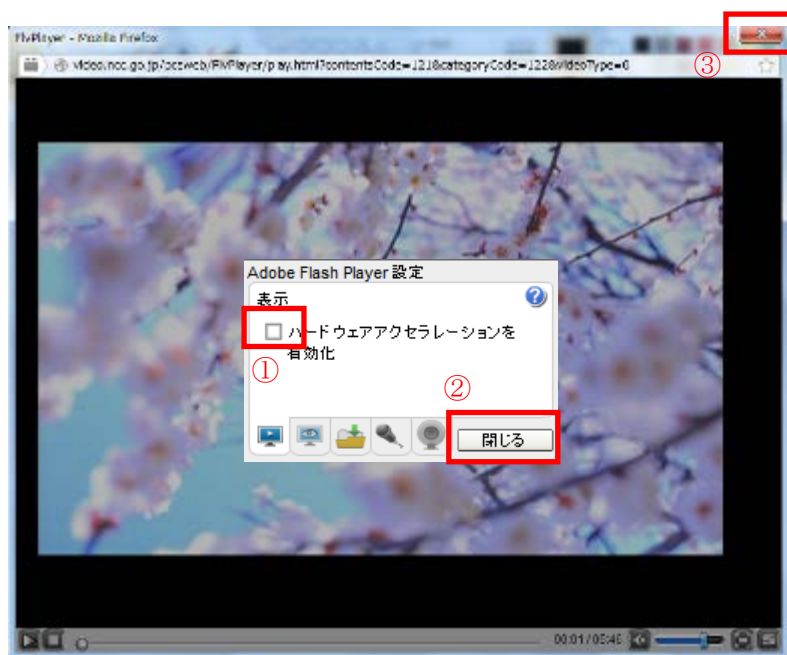 FlvPlayer - Mozilla Firefox
③
Adobe Flash Player 設定
表示
ハードウェアアクセラレーションを
有効化
①
②
閉じる
00:01 / 05:46